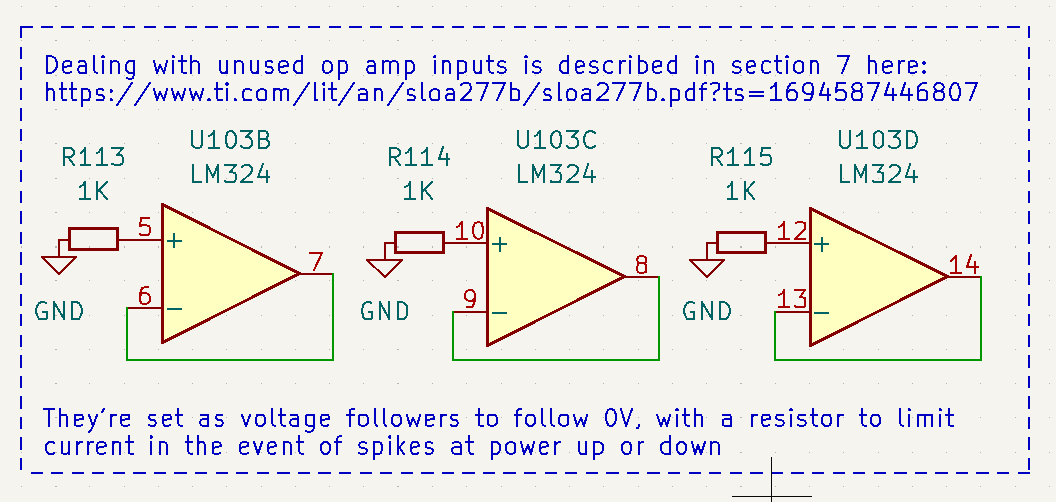 Dealing with unused op amp inputs is described in section 7 here:
https://www.ti.com/lit/an/sloa277b/sloa277b.pdf?ts=1694587446807
R113
1K
U103B
LM324
5
+
6
−
7
GND
R114
1K
U103C
LM324
10
+
9
−
8
GND
R115
1K
U103D
LM324
12
+
13
−
14
GND
They're set as voltage followers to follow 0V, with a resistor to limit
current in the event of spikes at power up or down